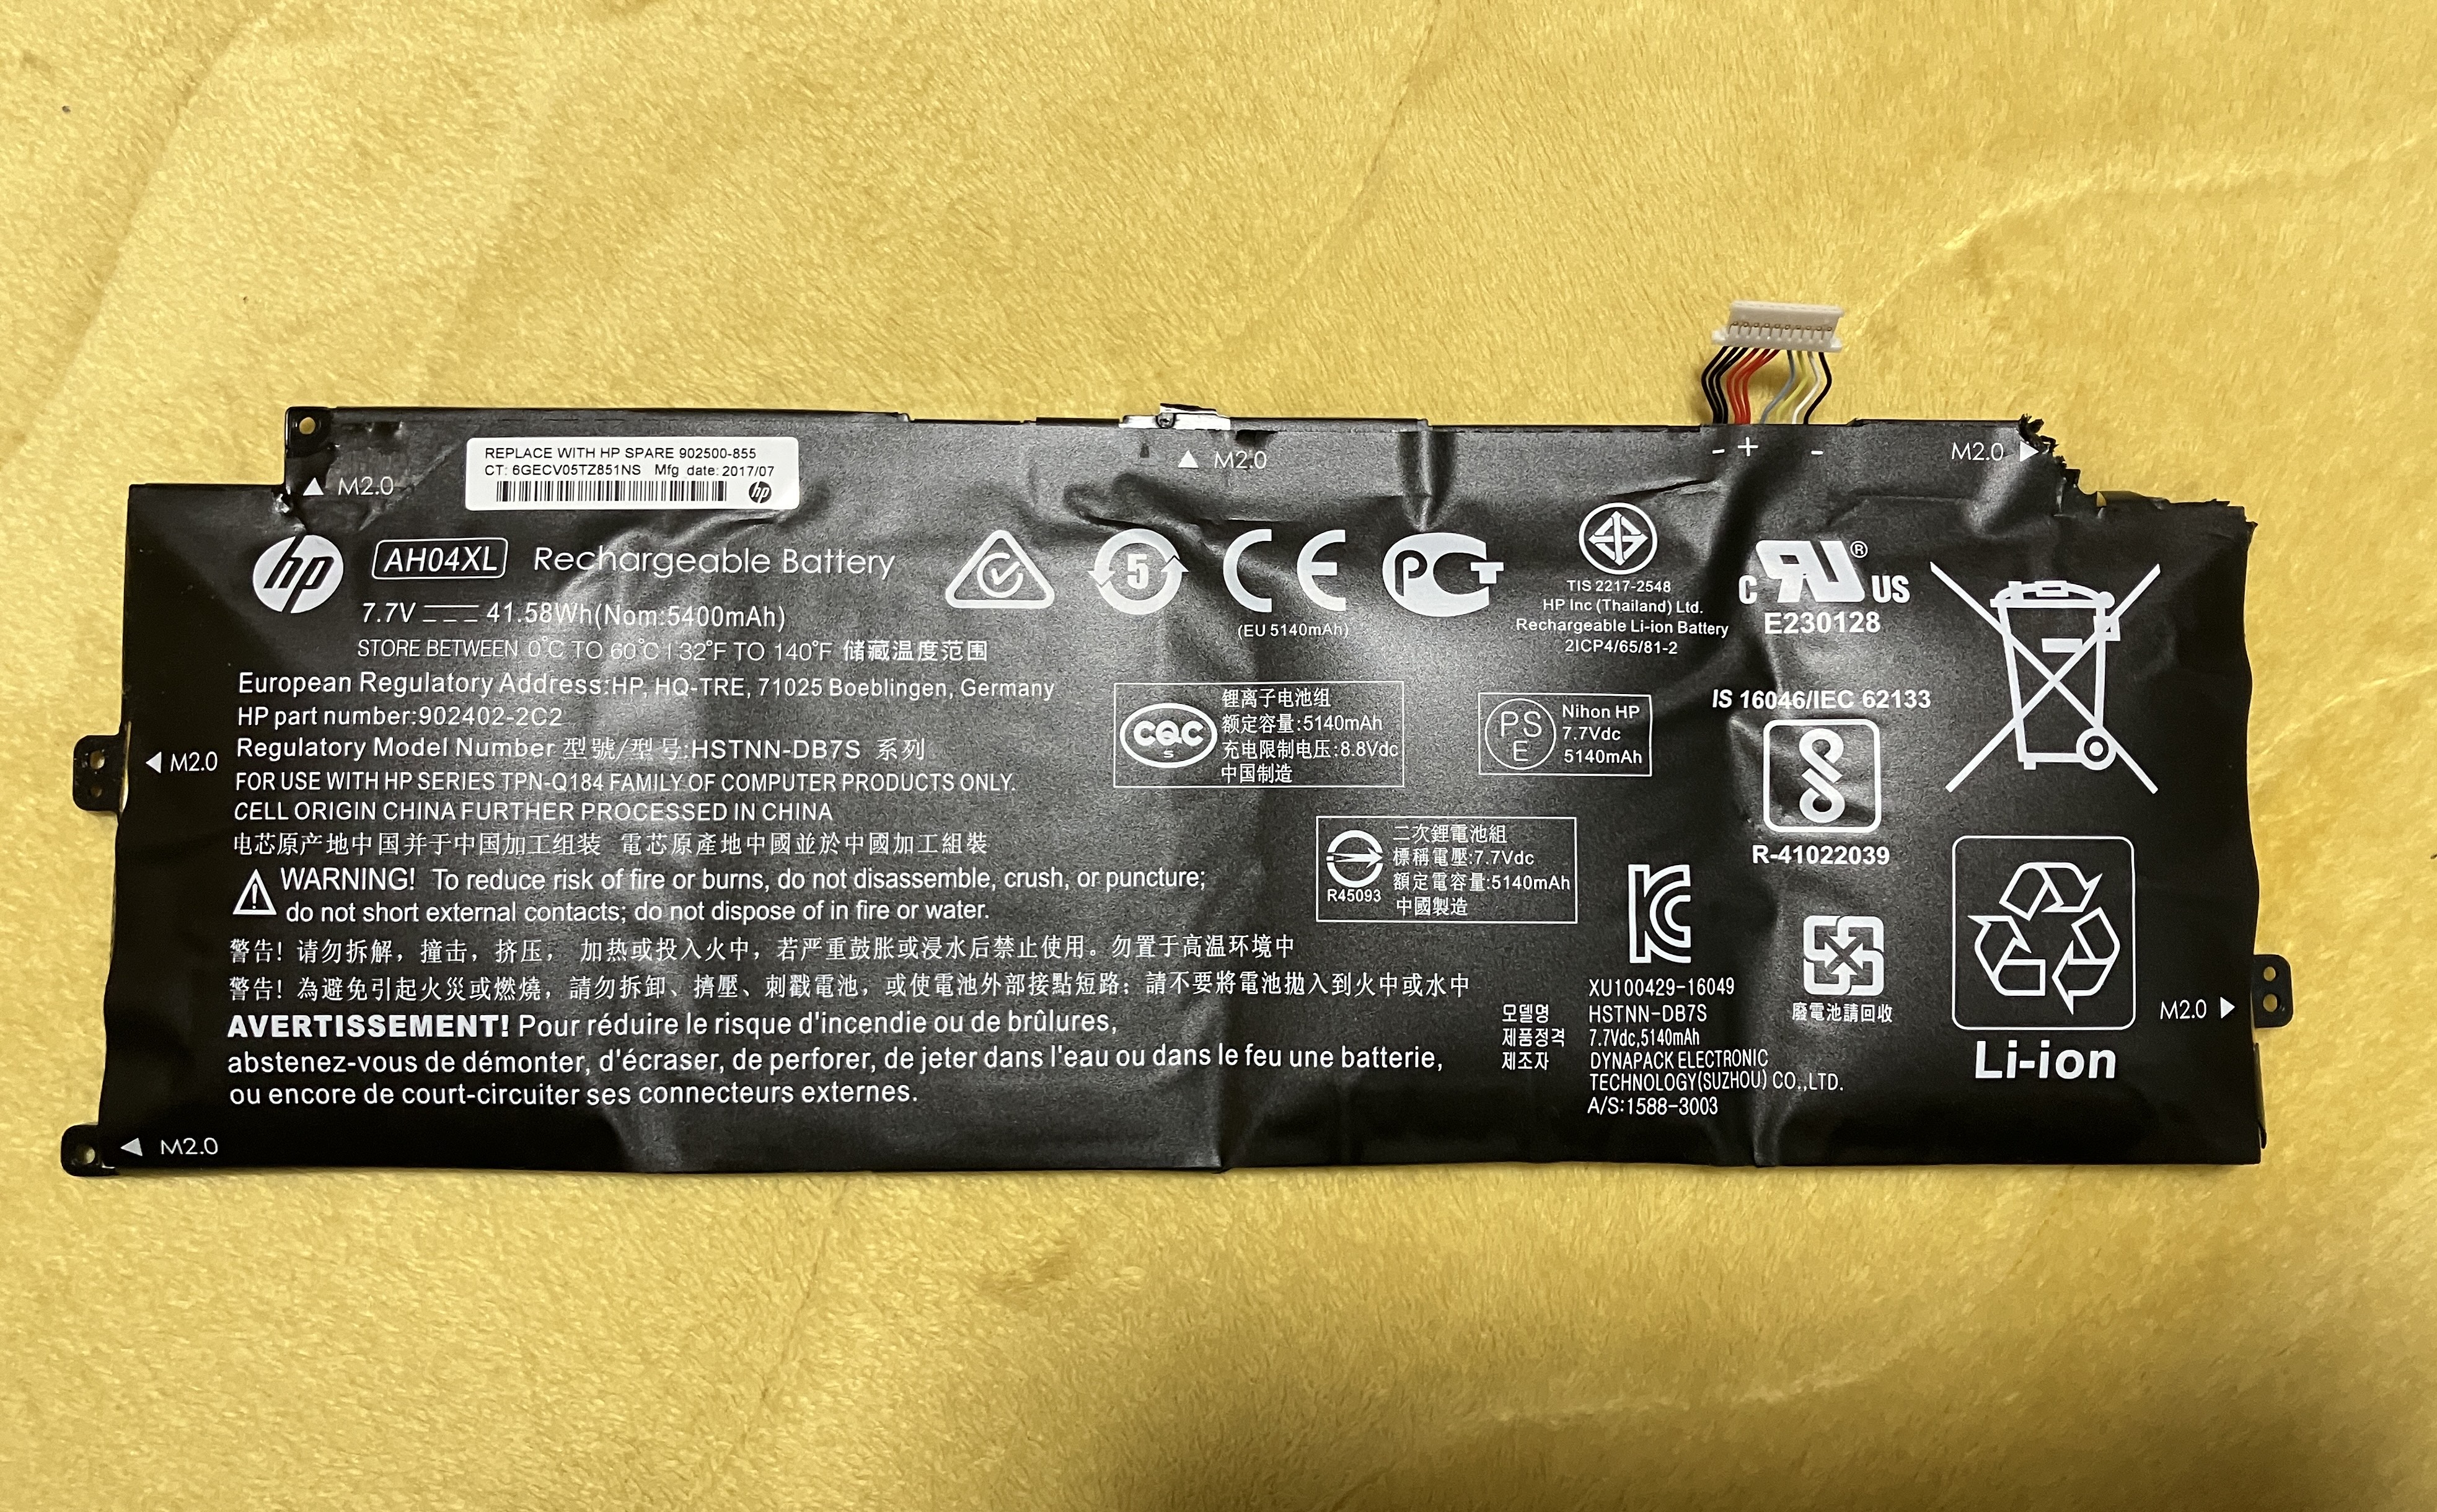 REPLACE WITH HP SPARE 902500-855
CT: 6GECV05TZ851NS Mfg date: 2017/07
hp
M2.0
M2.0
- + -
M2.0
hp
AH04XL Rechargeable Battery
7.7V 41.58Wh(Nom:5400mAh)
STORE BETWEEN 0°C TO 60°C | 32°F TO 140°F 储藏温度范围
European Regulatory Address:HP, HQ-TRE, 71025 Boeblingen, Germany
HP part number:902402-2C2
Regulatory Model Number 型號/型号:HSTNN-DB7S 系列
FOR USE WITH HP SERIES TPN-Q184 FAMILY OF COMPUTER PRODUCTS ONLY.
CELL ORIGIN CHINA FURTHER PROCESSED IN CHINA
电芯原产地中国并于中国加工组装 電芯原產地中國並於中國加工組裝
WARNING! To reduce risk of fire or burns, do not disassemble, crush, or puncture;
do not short external contacts; do not dispose of in fire or water.
警告! 请勿拆解，撞击，挤压， 加热或投入火中，若严重鼓胀或浸水后禁止使用。勿置于高温环境中
警告! 為避免引起火災或燃燒，請勿拆卸、擠壓、刺戳電池，或使電池外部接點短路；請不要將電池拋入到火中或水中
AVERTISSEMENT! Pour réduire le risque d'incendie ou de brûlures,
abstenez-vous de démonter, d'écraser, de perforer, de jeter dans l'eau ou dans le feu une batterie,
ou encore de court-circuiter ses connecteurs externes.
M2.0
M2.0
5
CE
(EU 5140mAh)
PCT
TIS 2217-2548
HP Inc (Thailand) Ltd.
Rechargeable Li-ion Battery
2ICP4/65/81-2
C RU ® US
E230128
CQC
S
锂离子电池组
额定容量:5140mAh
充电限制电压:8.8Vdc
中国制造
PS
E
Nihon HP
7.7Vdc
5140mAh
IS 16046/IEC 62133
R-41022039
R45093
二次鋰電池組
標稱電壓:7.7Vdc
額定電容量:5140mAh
中國製造
KC
XU100429-16049
모델명 HSTNN-DB7S
제품정격 7.7Vdc,5140mAh
제조자 DYNAPACK ELECTRONIC
TECHNOLOGY(SUZHOU) CO.,LTD.
A/S:1588-3003
廢電池請回收
Li-ion
M2.0